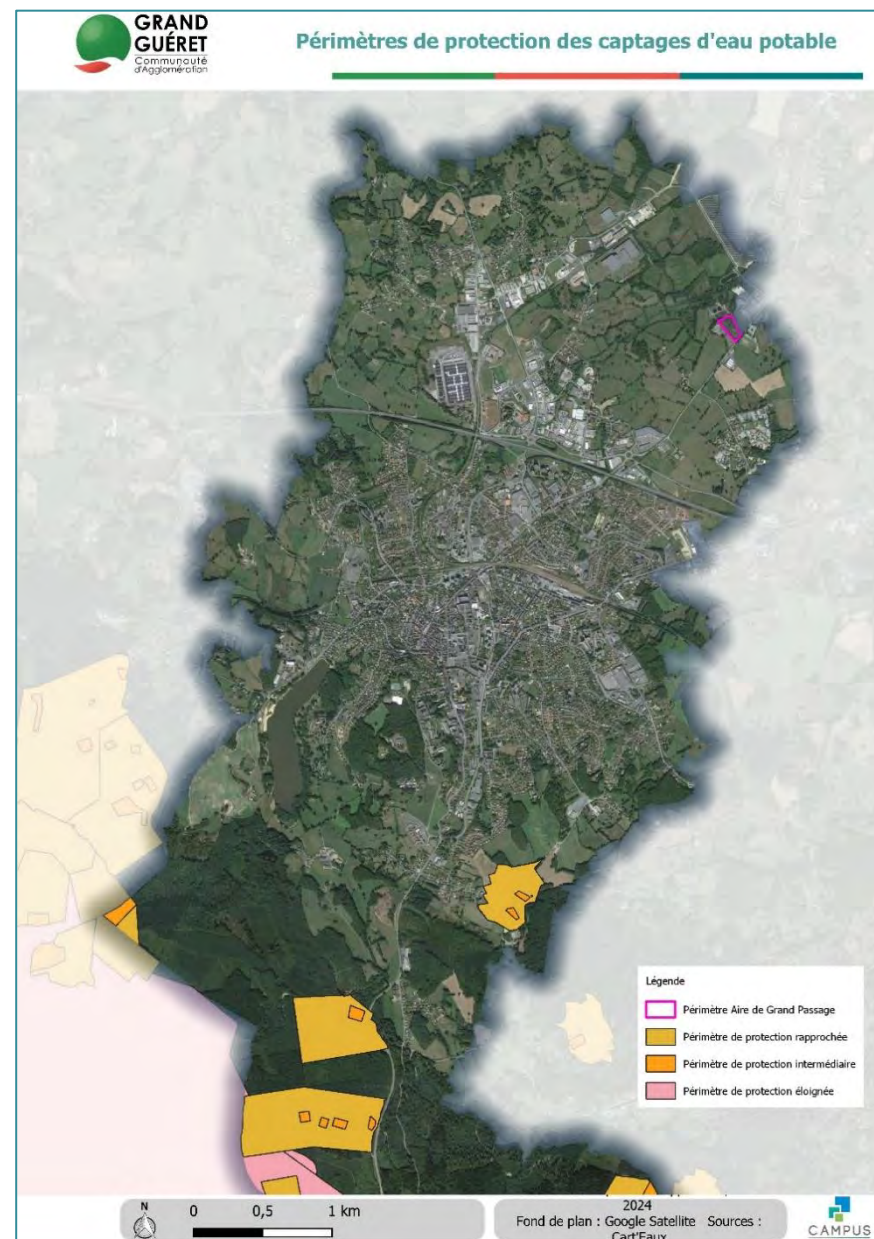 GRAND
GUÉRET
Communauté
d'Agglomération
Périmètres de protection des captages d'eau potable
Légende
Périmètre Aire de Grand Passage
Périmètre de protection rapprochée
Périmètre de protection intermédiaire
Périmètre de protection éloignée
N
0 0,5 1 km
2024
Fond de plan : Google Satellite Sources :
Cart'Eaux
CAMPUS